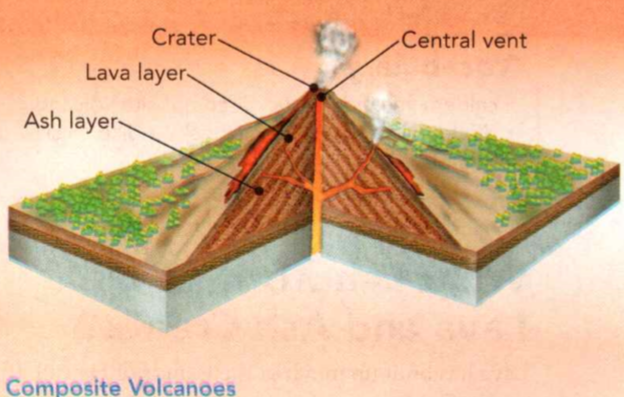 Crater
Central vent
Lava layer
Ash layer
Composite Volcanoes